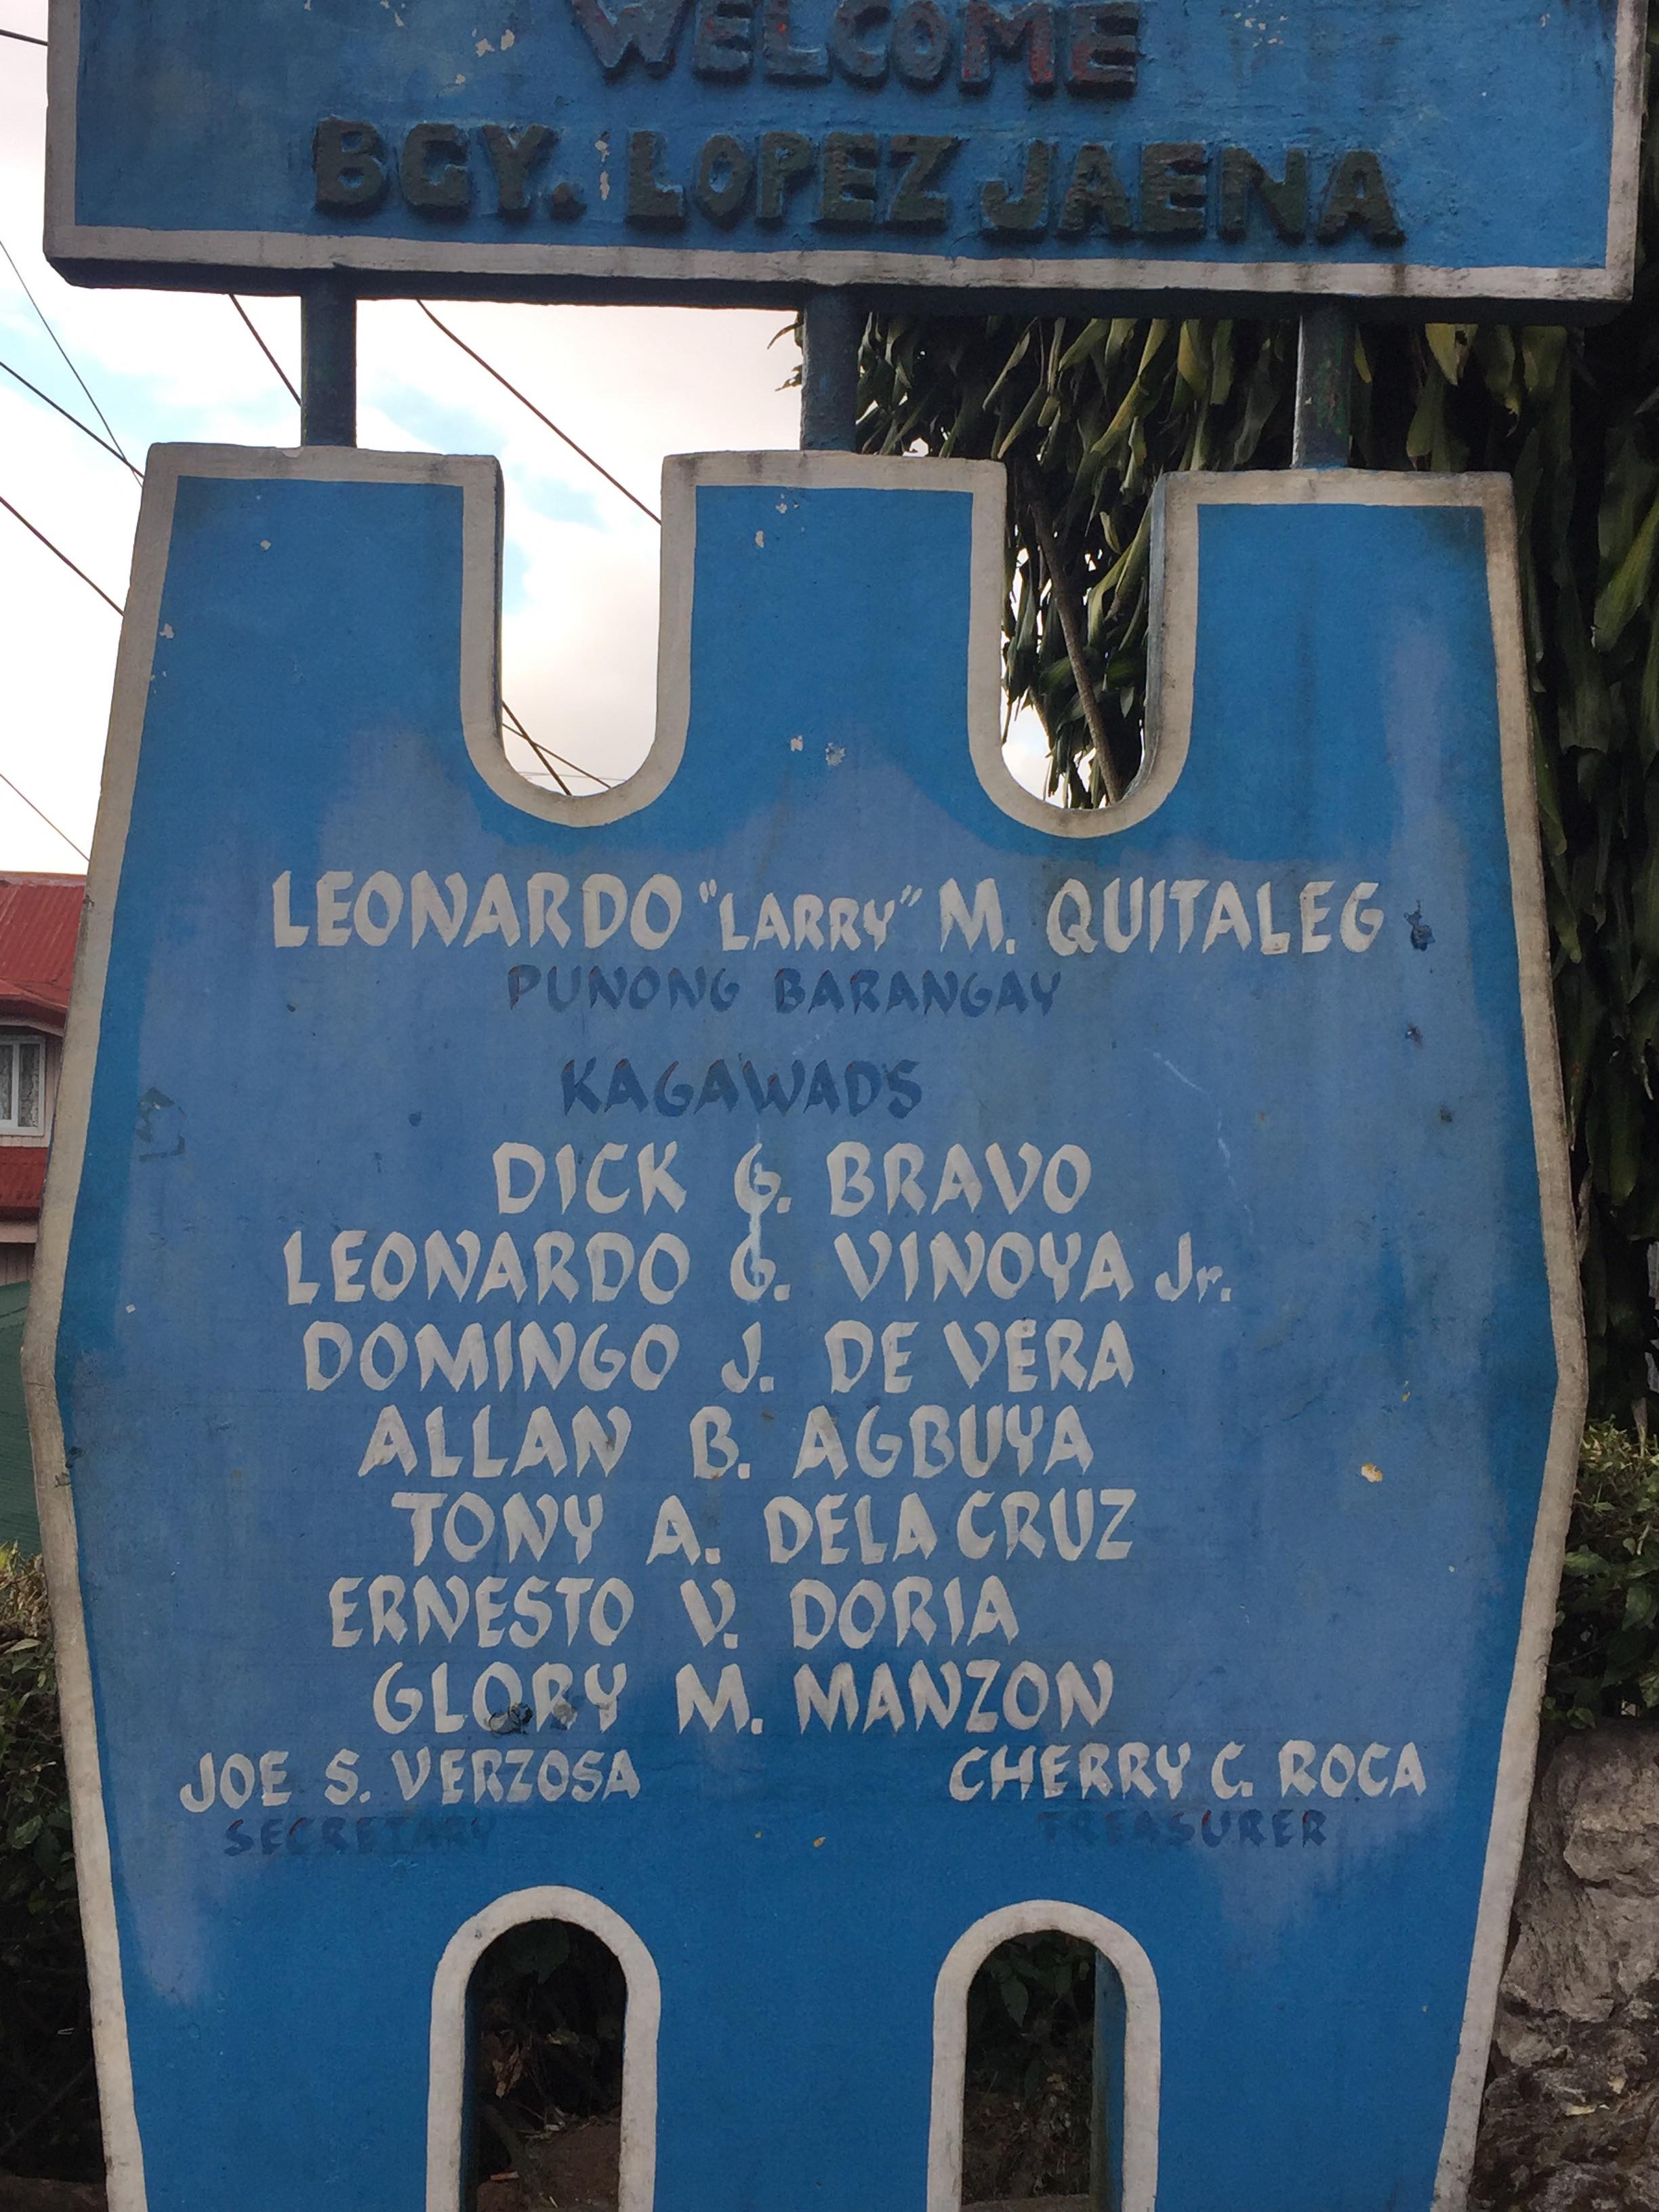 WELCOME
BGY. LOPEZ JAENA
LEONARDO "LARRY" M. QUITALEG
PUNONG BARANGAY
KAGAWADS
DICK G. BRAVO
LEONARDO G. VINOYA Jr.
DOMINGO J. DE VERA
ALLAN B. AGBUYA
TONY A. DELA CRUZ
ERNESTO V. DORIA
GLORY M. MANZON
JOE S. VERZOSA CHERRY C. ROCA
SECRETARY TREASURER